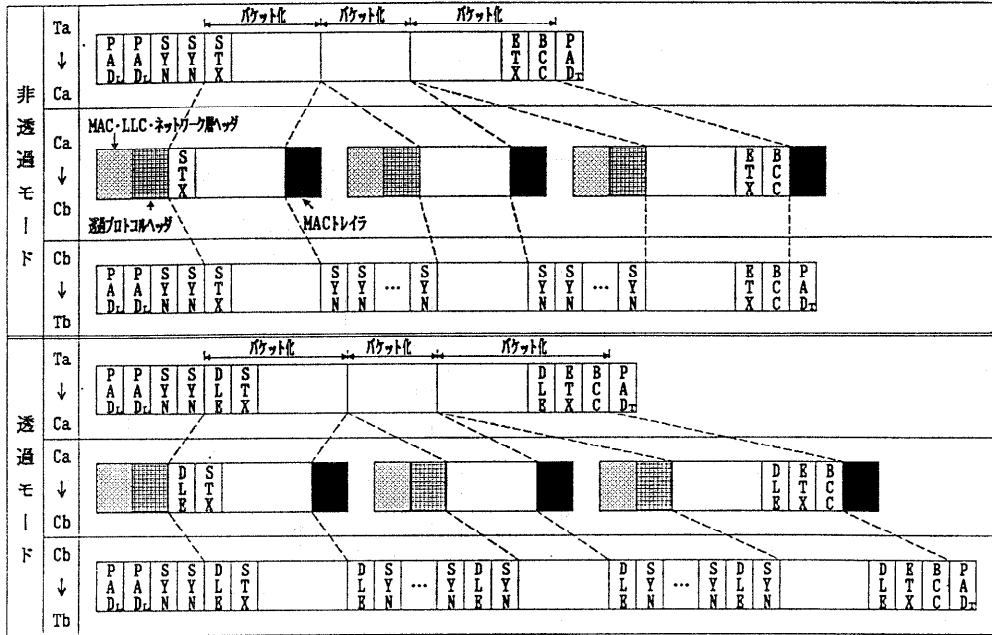 非透過モード
Ta ↓ Ca
パケット化 パケット化 パケット化
PADL PADL SYN SYN STX ETX BCC PADT
Ca ↓ Cb
MAC・LLC・ネットワーク層ヘッダ
STX ETX BCC
透過プロトコルヘッダ MACトレイラ
Cb ↓ Tb
PADL PADL SYN SYN STX SYN SYN … SYN SYN SYN … SYN ETX BCC PADT
透過モード
Ta ↓ Ca
パケット化 パケット化 パケット化
PADL PADL SYN SYN DLE STX DLE ETX BCC PADT
Ca ↓ Cb
DLE STX DLE ETX BCC
Cb ↓ Tb
PADL PADL SYN SYN DLE STX DLE SYN … SYN DLE SYN DLE SYN … SYN DLE SYN DLE ETX BCC PADT